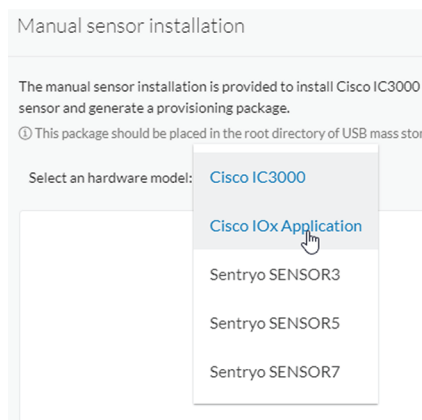 Manual sensor installation
The manual sensor installation is provided to install Cisco IC3000
sensor and generate a provisioning package.
This package should be placed in the root directory of USB mass
Select an hardware model:
Cisco IC3000
Cisco IOx Application
Sentryo SENSOR3
Sentryo SENSOR5
Sentryo SENSOR7